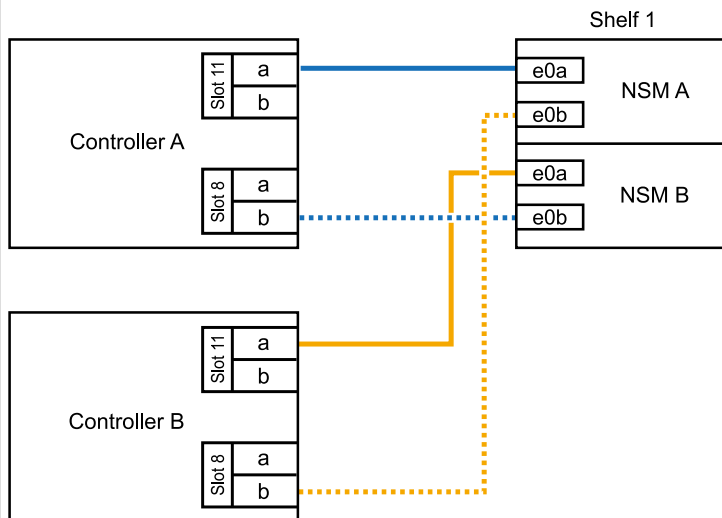 Shelf 1
Slot 11
a
b
Controller A
Slot 8
a
b
e0a
e0b
NSM A
e0a
e0b
NSM B
Slot 11
a
b
Controller B
Slot 8
a
b